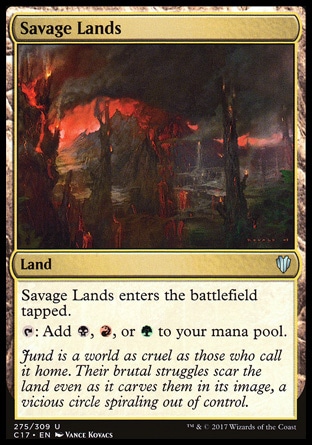 Savage Lands
Land
Savage Lands enters the battlefield
tapped.
: Add , , or to your mana pool.
Jund is a world as cruel as those who call
it home. Their brutal struggles scar the
land even as it carves them in its image, a
vicious circle spiraling out of control.
275/309 U
C17 • EN Vance Kovacs
™ & © 2017 Wizards of the Coast